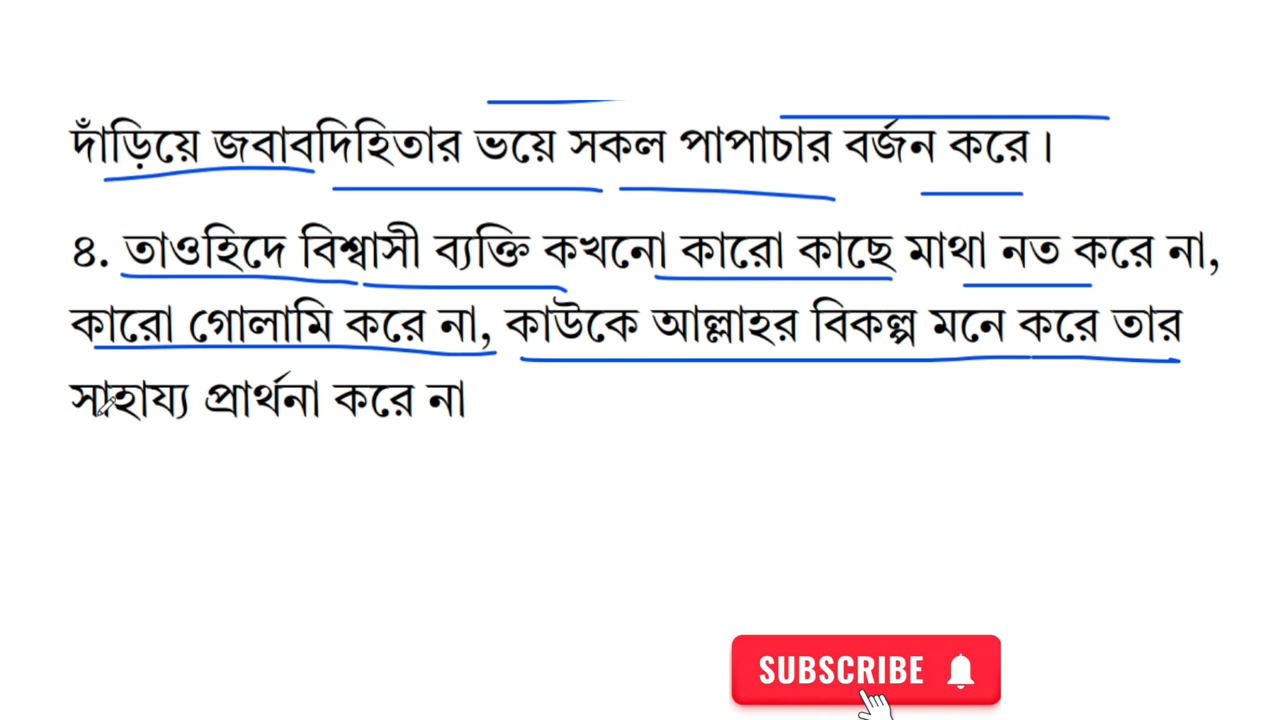 দাঁড়িয়ে জবাবদিহিতার ভয়ে সকল পাপাচার বর্জন করে।
৪. তাওহিদে বিশ্বাসী ব্যক্তি কখনো কারো কাছে মাথা নত করে না,
কারো গোলামি করে না, কাউকে আল্লাহর বিকল্প মনে করে তার
সাহায্য প্রার্থনা করে না
SUBSCRIBE